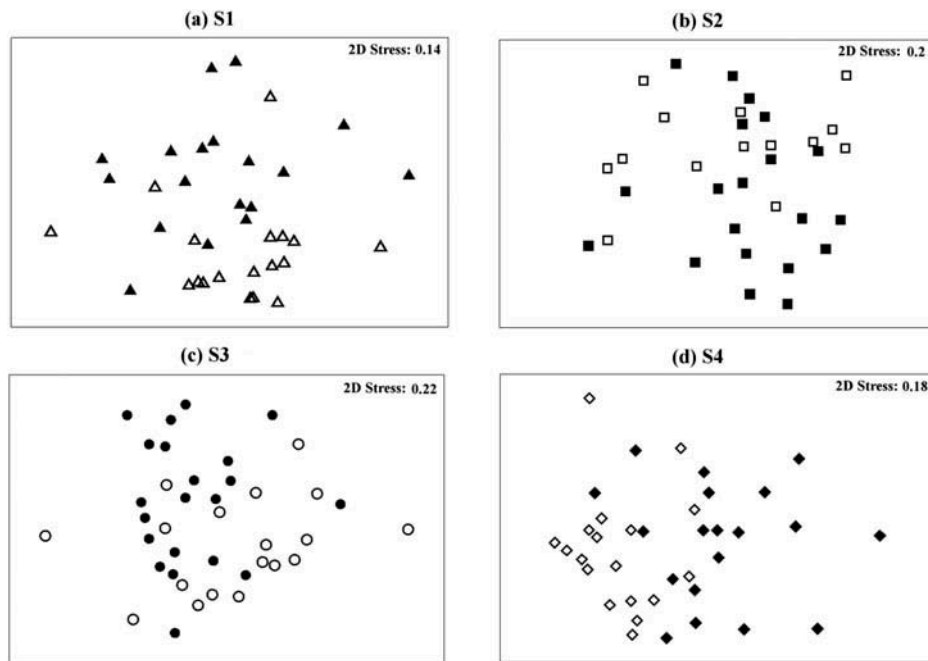 (a) S1
2D Stress: 0.14
(b) S2
2D Stress: 0.2
(c) S3
2D Stress: 0.22
(d) S4
2D Stress: 0.18